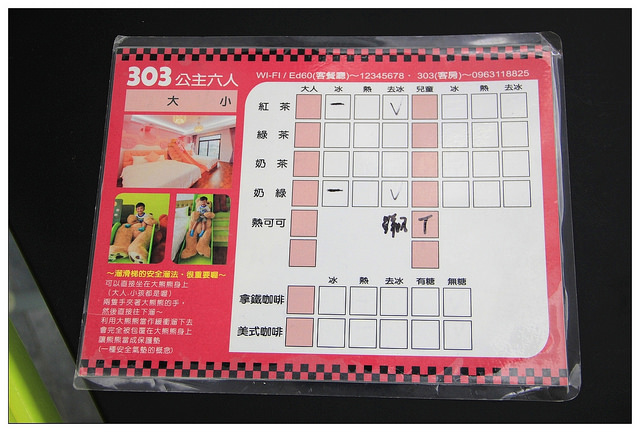 303 公主六人
WI-FI / Ed60(客餐廳)～12345678 · 303(客房)～0963118825
大 小
大人 冰 熱 去冰 兒童 冰 熱 去冰
紅 茶 一 V
綠 茶
奶 茶
奶 綠 一 V
熱可可 T
冰 熱 去冰 有糖 無糖
拿鐵咖啡
美式咖啡
～溜滑梯的安全溜法、很重要喔～
可以直接坐在大熊熊身上
(大人.小孩都是喔)
兩隻手夾著大熊熊的手，
然後直接往下溜～
利用大熊熊當作緩衝溜下去
會完全被包覆在大熊熊身上
讓熊熊當成保護墊
(一種安全氣墊的概念)